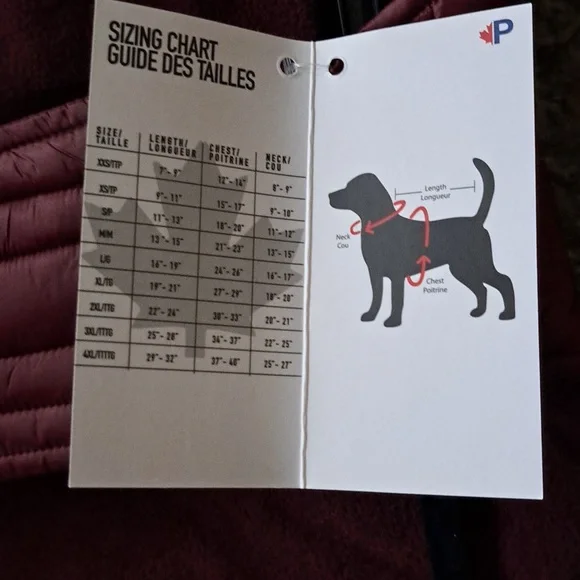 SIZING CHART
GUIDE DES TAILLES
SIZE/ TAILLE LENGTH/ LONGUEUR CHEST/ POITRINE NECK/ COU
XXS/TTP 7"- 9" 12"- 14" 8"- 9"
XS/TP 9"- 11" 15"- 17" 9"- 10"
S/P 11"- 13" 18"- 20" 11"- 12"
M/M 13"- 15" 21"- 23" 13"- 15"
L/G 16"- 19" 24"- 26" 16"- 17"
XL/TG 19"- 21" 27"- 29" 18"- 20"
2XL/TTG 22"- 24" 30"- 33" 20"- 21"
3XL/TTTG 25"- 28" 34"- 37" 22"- 25"
4XL/TTTTG 29"- 32" 37"- 40" 25"- 27"
P
Length
Longueur
Neck
Cou
Chest
Poitrine